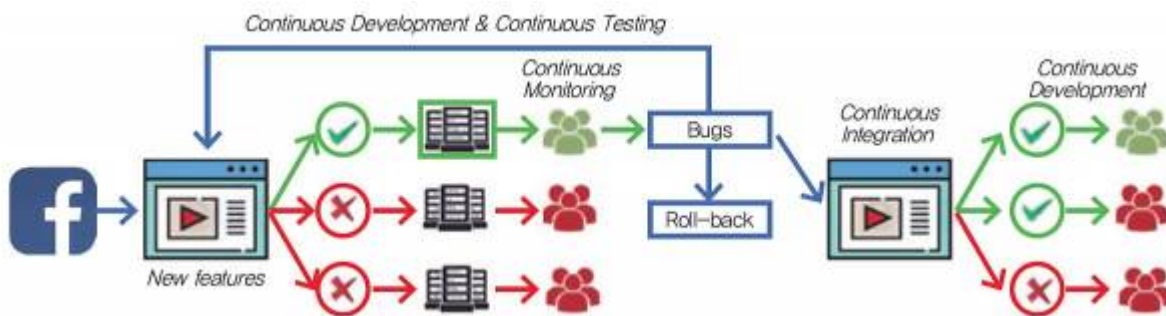 Continuous Development & Continuous Testing
Continuous
Monitoring
Continuous
Development
Continuous
Integration
Bugs
Roll-back
New features